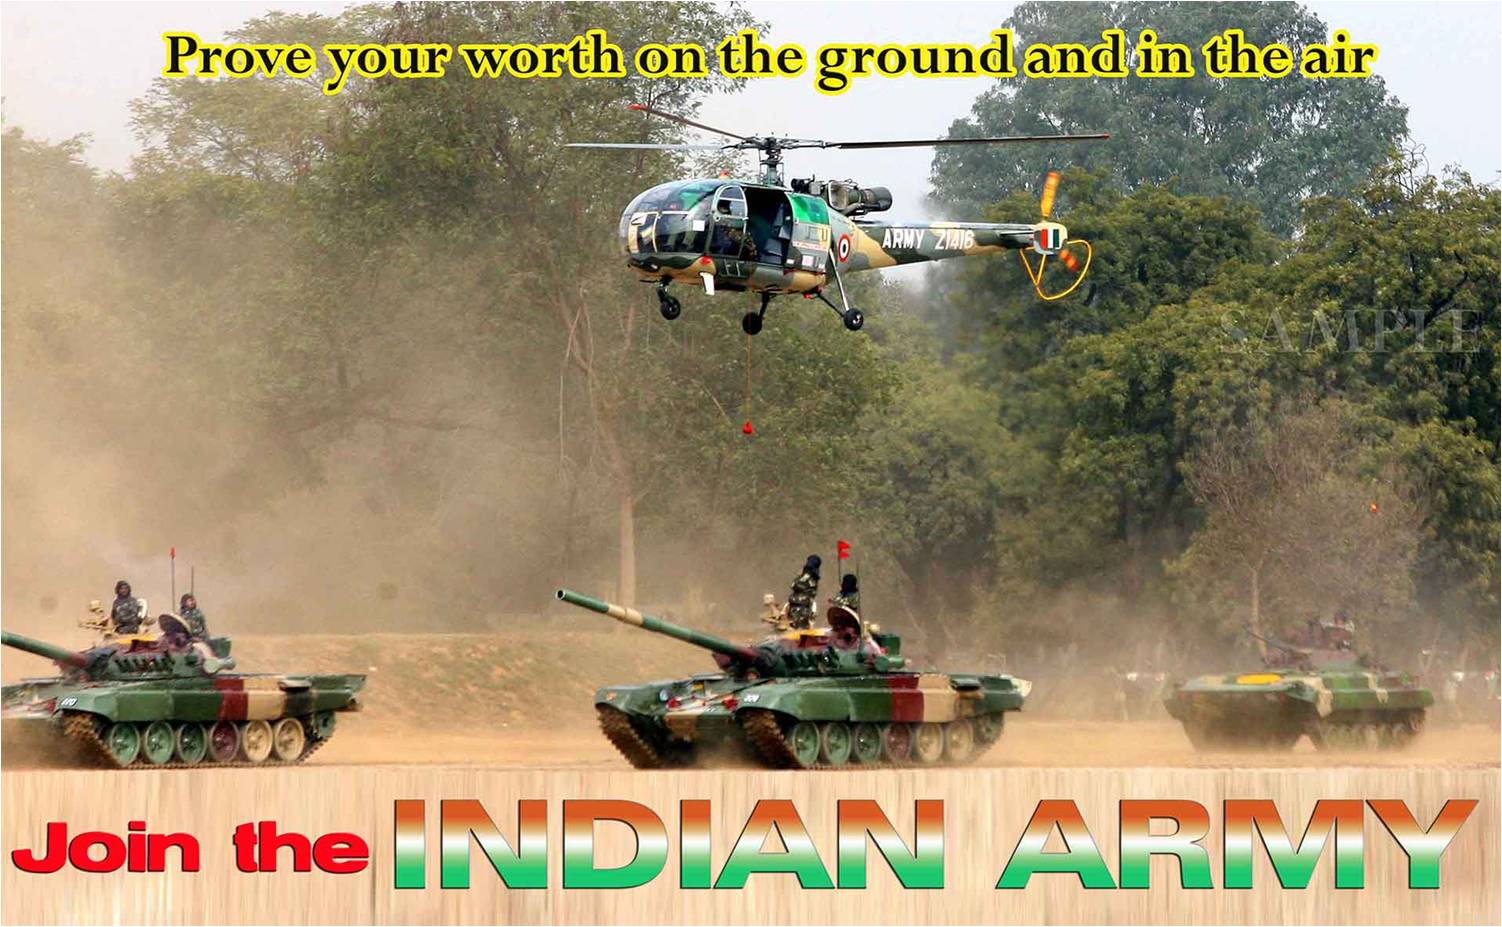 Prove your worth on the ground and in the air
ARMY Z1416
SAMPLE
Join the INDIAN ARMY